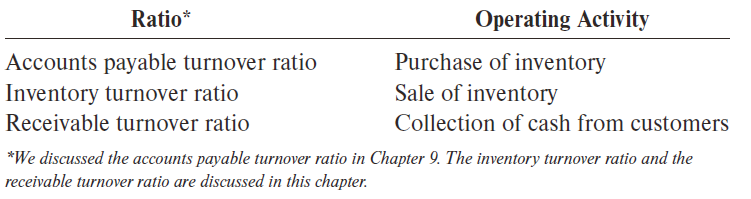 Ratio* Operating Activity
Accounts payable turnover ratio Purchase of inventory
Inventory turnover ratio Sale of inventory
Receivable turnover ratio Collection of cash from customers
*We discussed the accounts payable turnover ratio in Chapter 9. The inventory turnover ratio and the
receivable turnover ratio are discussed in this chapter.